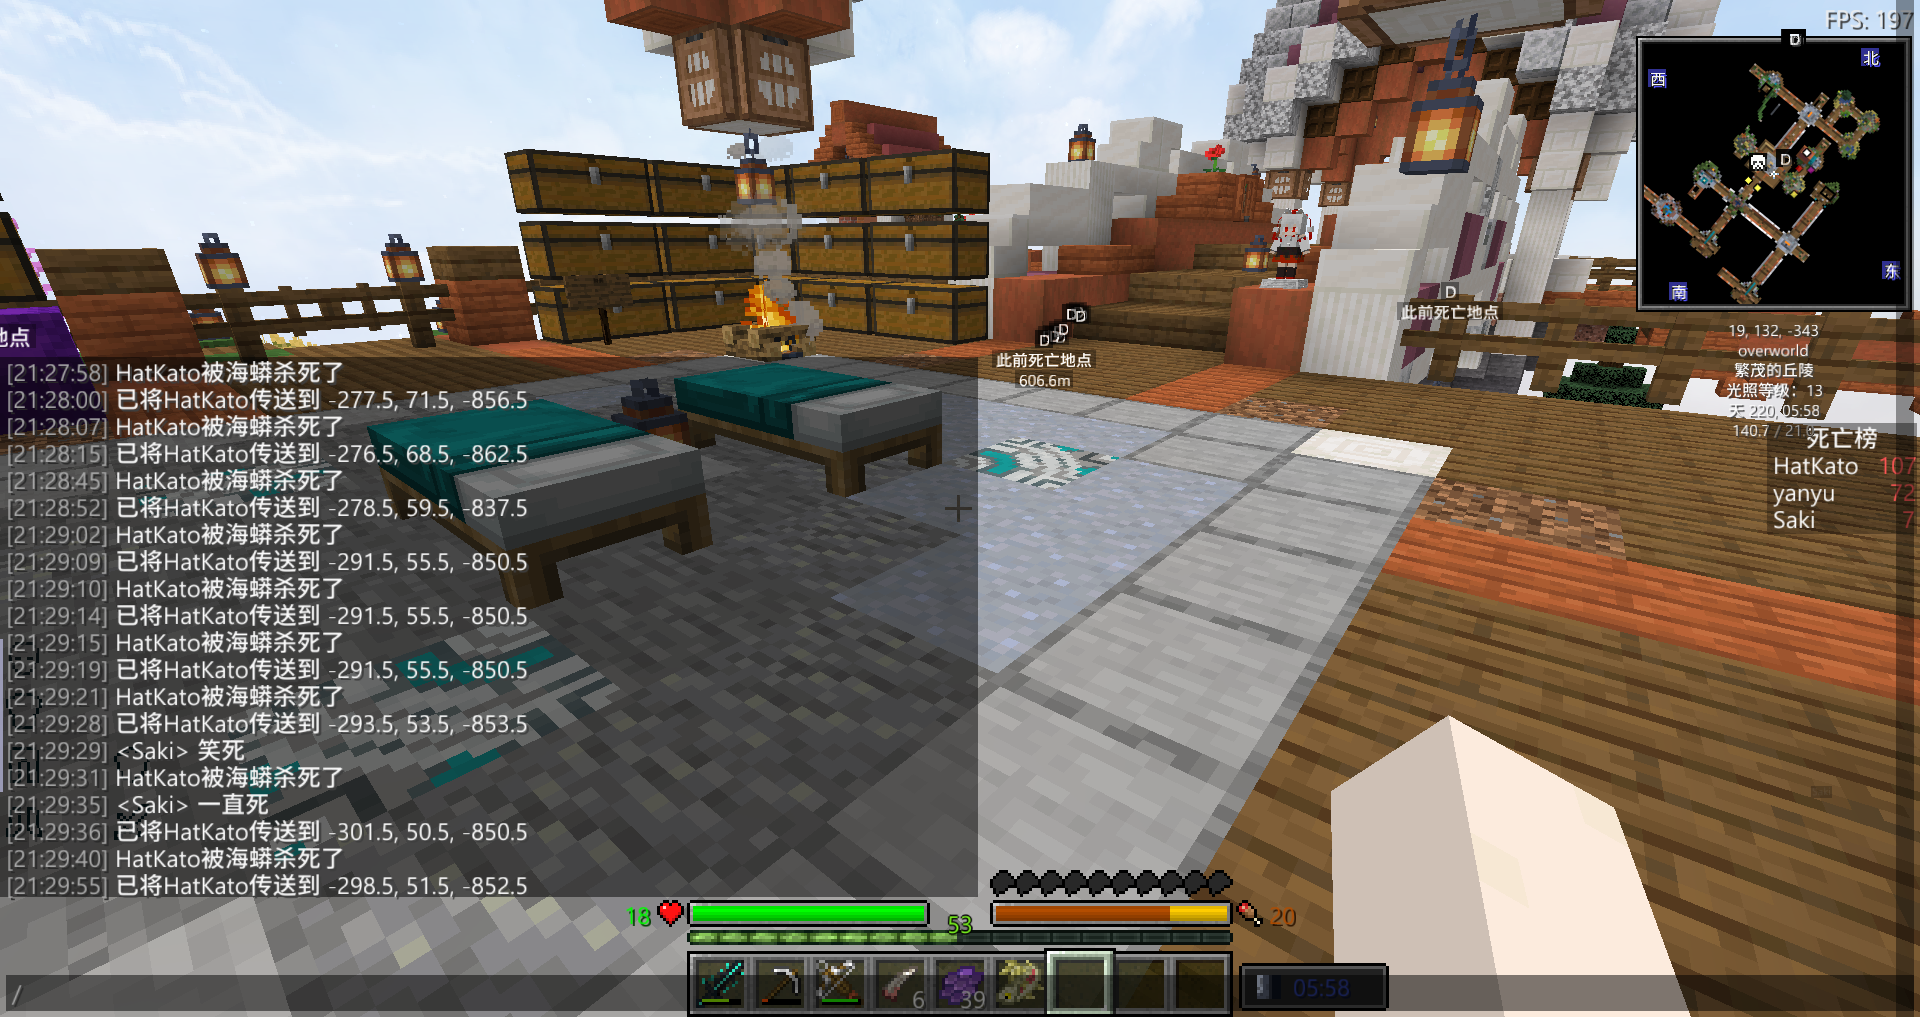 FPS: 197
D
北
西
D
东
南
19, 132, -343
overworld
繁茂的丘陵
光照等级: 13
天 220, 05:58
140.7 / 21.
死亡榜
HatKato 107
yanyu 72
Saki 7
D
此前死亡地点
D
D
D
D
此前死亡地点
606.6m
地点
[21:27:58] HatKato被海蟒杀死了
[21:28:00] 已将HatKato传送到 -277.5, 71.5, -856.5
[21:28:07] HatKato被海蟒杀死了
[21:28:15] 已将HatKato传送到 -276.5, 68.5, -862.5
[21:28:45] HatKato被海蟒杀死了
[21:28:52] 已将HatKato传送到 -278.5, 59.5, -837.5
[21:29:02] HatKato被海蟒杀死了
[21:29:09] 已将HatKato传送到 -291.5, 55.5, -850.5
[21:29:10] HatKato被海蟒杀死了
[21:29:14] 已将HatKato传送到 -291.5, 55.5, -850.5
[21:29:15] HatKato被海蟒杀死了
[21:29:19] 已将HatKato传送到 -291.5, 55.5, -850.5
[21:29:21] HatKato被海蟒杀死了
[21:29:28] 已将HatKato传送到 -293.5, 53.5, -853.5
[21:29:29] <Saki> 笑死
[21:29:31] HatKato被海蟒杀死了
[21:29:35] <Saki> 一直死
[21:29:36] 已将HatKato传送到 -301.5, 50.5, -850.5
[21:29:40] HatKato被海蟒杀死了
[21:29:55] 已将HatKato传送到 -298.5, 51.5, -852.5
18
53
20
6
39
05:58
/